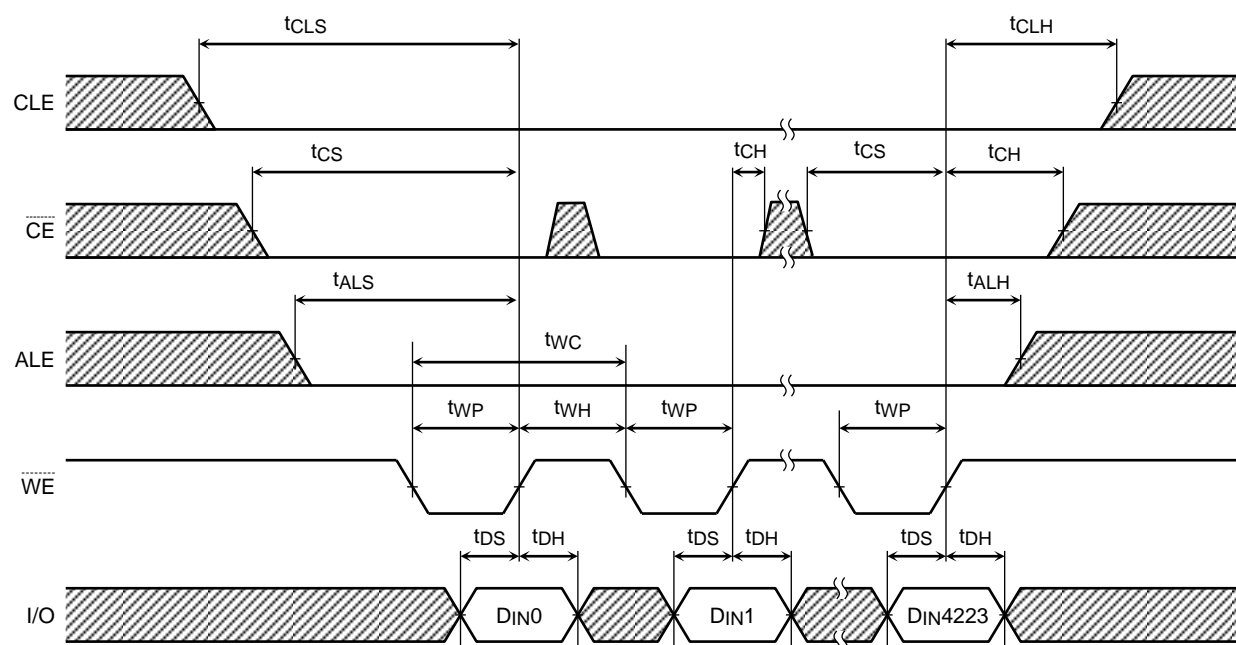 tCLS
tCLH
CLE
tCS
tCH
tCS
tCH
CE
tALS
tALH
tWC
ALE
tWP
tWH
tWP
tWP
WE
tDS
tDH
tDS
tDH
tDS
tDH
I/O
DIN0
DIN1
DIN4223